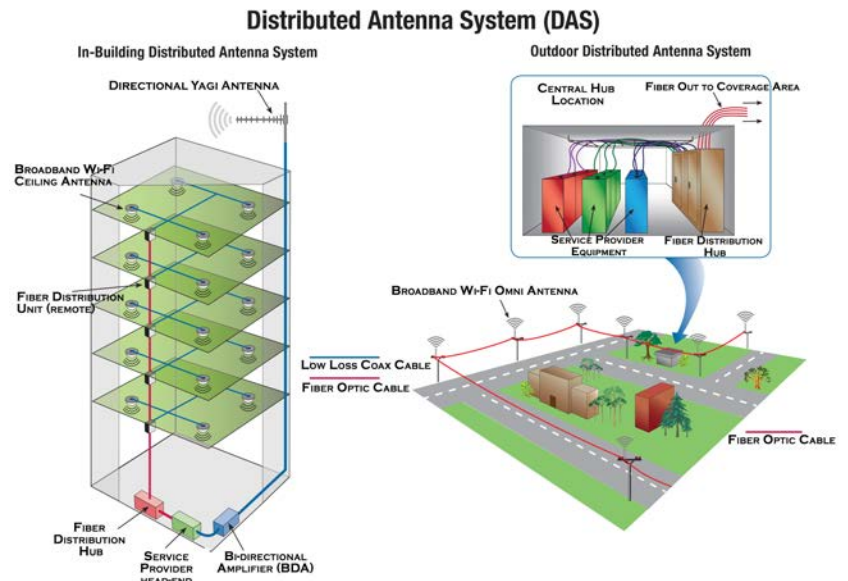 Distributed Antenna System (DAS)
In-Building Distributed Antenna System
DIRECTIONAL YAGI ANTENNA
BROADBAND WI-FI
CEILING ANTENNA
FIBER DISTRIBUTION
UNIT (REMOTE)
LOW LOSS COAX CABLE
FIBER OPTIC CABLE
FIBER
DISTRIBUTION
HUB
SERVICE
PROVIDER
HEAD-END
BI-DIRECTIONAL
AMPLIFIER (BDA)
Outdoor Distributed Antenna System
CENTRAL HUB
LOCATION
FIBER OUT TO COVERAGE AREA
SERVICE PROVIDER
EQUIPMENT
FIBER DISTRIBUTION
HUB
BROADBAND WI-FI OMNI ANTENNA
FIBER OPTIC CABLE